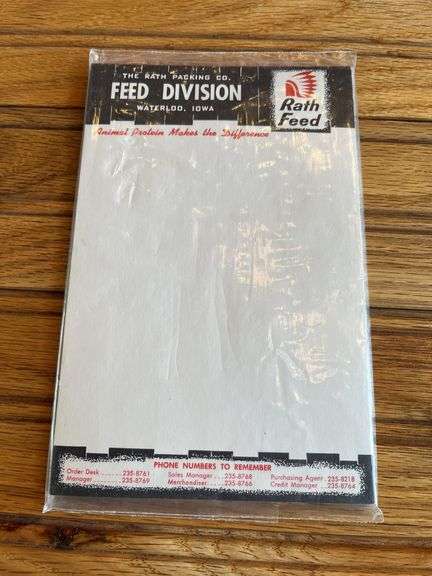 THE RATH PACKING CO.
FEED DIVISION
WATERLOO, IOWA
Rath
Feed
Animal Protein Makes the Difference
PHONE NUMBERS TO REMEMBER
Order Desk ......... 235-8761 Sales Manager ... 235-8768 Purchasing Agent . 235-8218
Manager ............. 235-8769 Merchandiser ...... 235-8766 Credit Manager ... 235-8764